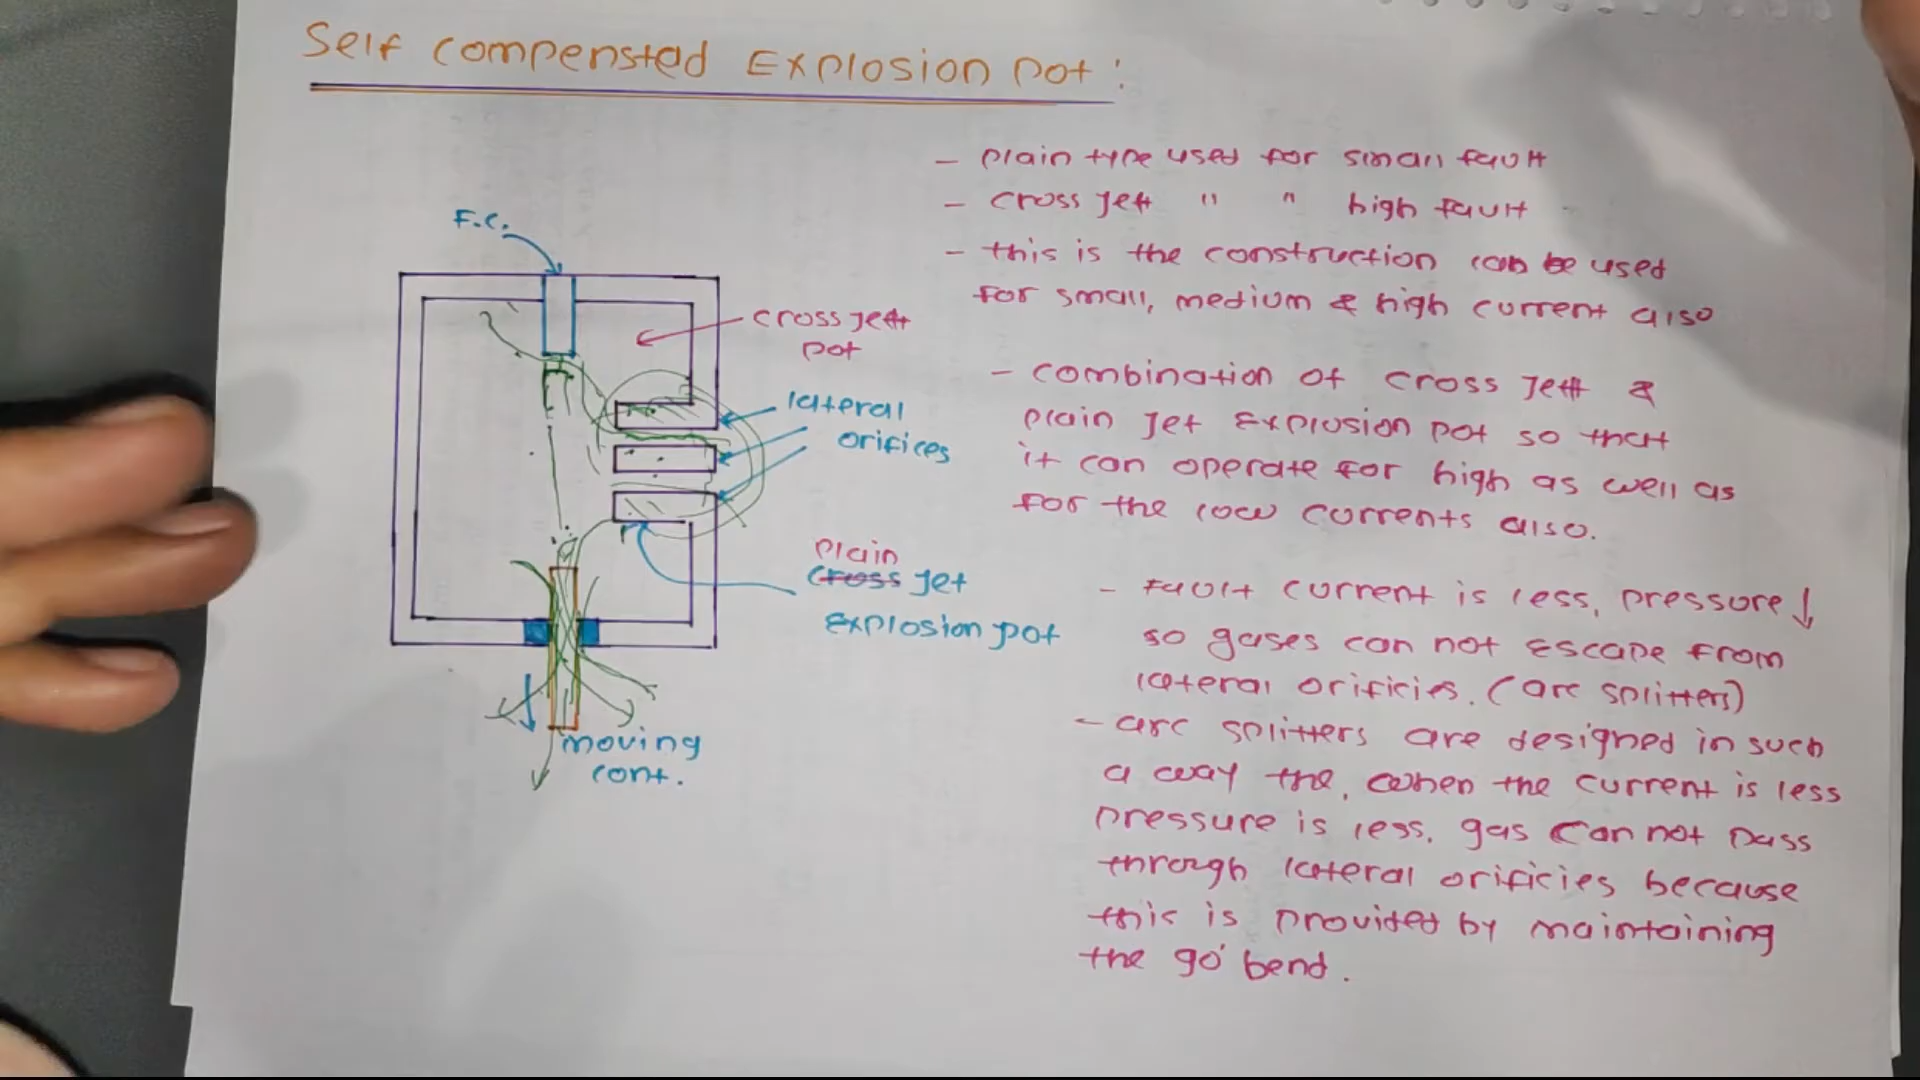 Self compensted Explosion pot:
- plain type used for small fault
- cross jett " " high fault
- this is the construction can be used
for small, medium & high current also
F.C.
cross jett
pot
lateral
orifices
- combination of cross jett &
plain jet explosion pot so that
it can operate for high as well as
for the low currents also.
plain
cross jet
explosion pot
moving
cont.
- fault current is less, pressure ↓
so gases can not escape from
lateral orificies. (arc splitters)
- arc splitters are designed in such
a way the, when the current is less
pressure is less. gas can not pass
through lateral orificies because
this is provided by maintaining
the 90° bend.